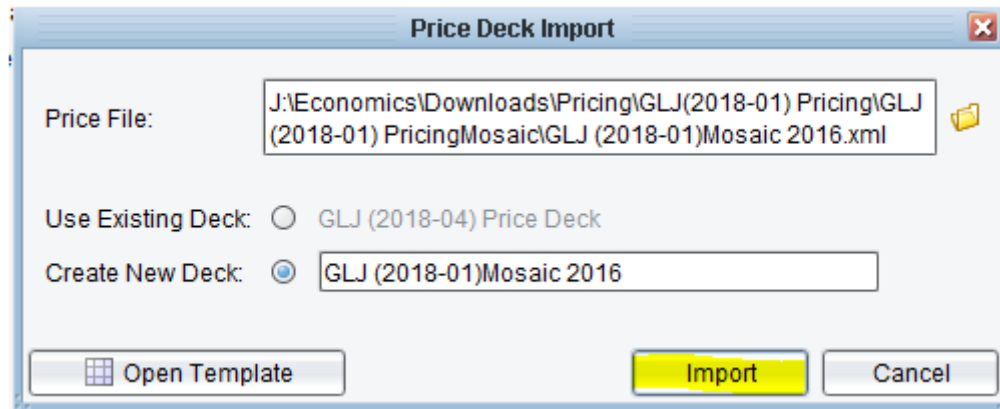 Price Deck Import
Price File:
J:\Economics\Downloads\Pricing\GLJ(2018-01) Pricing\GLJ
(2018-01) PricingMosaic\GLJ (2018-01)Mosaic 2016.xml
Use Existing Deck: GLJ (2018-04) Price Deck
Create New Deck: GLJ (2018-01)Mosaic 2016
Open Template Import Cancel